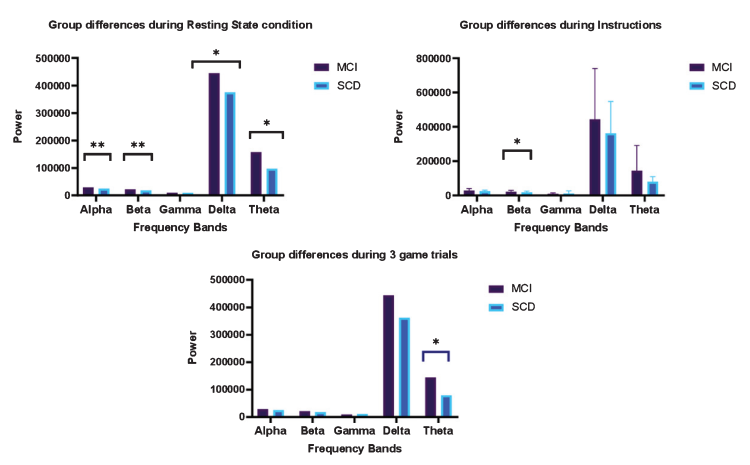 Group differences during Resting State condition
500000
400000
300000
200000
100000
0
Power
**
**
*
*
MCI
SCD
Alpha Beta Gamma Delta Theta
Frequency Bands
Group differences during Instructions
800000
600000
400000
200000
0
Power
*
MCI
SCD
Alpha Beta Gamma Delta Theta
Frequency Bands
Group differences during 3 game trials
500000
400000
300000
200000
100000
0
Power
*
MCI
SCD
Alpha Beta Gamma Delta Theta
Frequency Bands